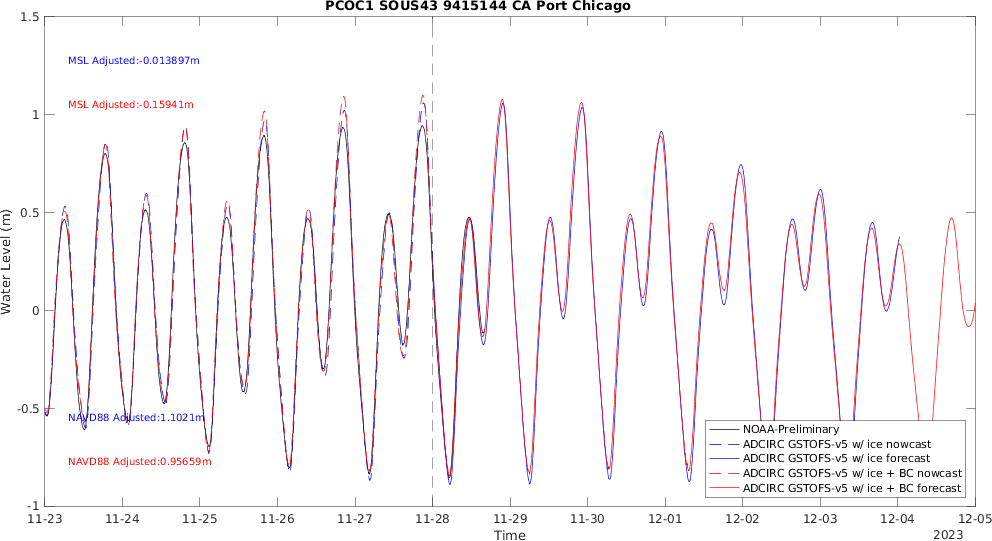 PCOC1 SOUS43 9415144 CA Port Chicago
1.5
MSL Adjusted:-0.013897m
MSL Adjusted:-0.15941m
1
0.5
Water Level (m)
0
-0.5
NAVD88 Adjusted:1.1021m
NAVD88 Adjusted:0.95659m
-1
NOAA-Preliminary
ADCIRC GSTOFS-v5 w/ ice nowcast
ADCIRC GSTOFS-v5 w/ ice forecast
ADCIRC GSTOFS-v5 w/ ice + BC nowcast
ADCIRC GSTOFS-v5 w/ ice + BC forecast
11-23 11-24 11-25 11-26 11-27 11-28 11-29 11-30 12-01 12-02 12-03 12-04 12-05
Time
2023